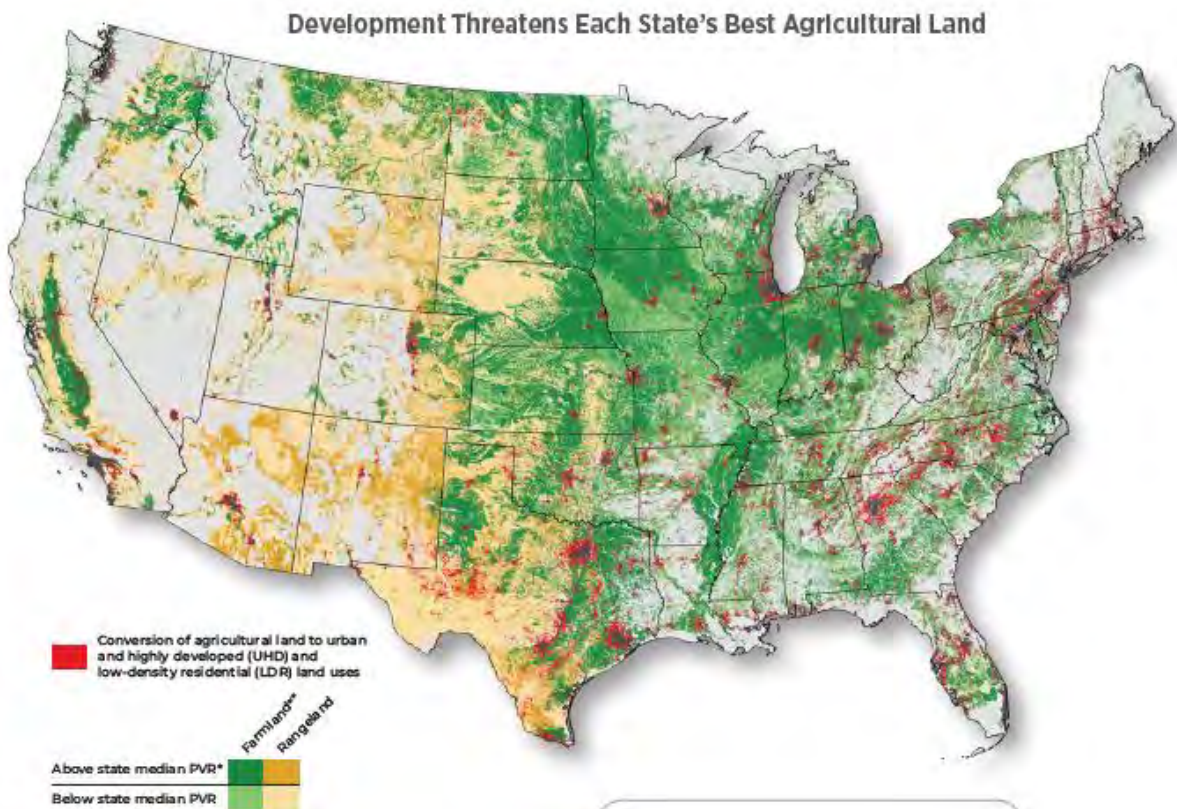 Development Threatens Each State's Best Agricultural Land
Conversion of agricultural land to urban
and highly developed (UHD) and
low-density residential (LDR) land uses
Farmland**
Rangeland
Above state median PVR*
Below state median PVR